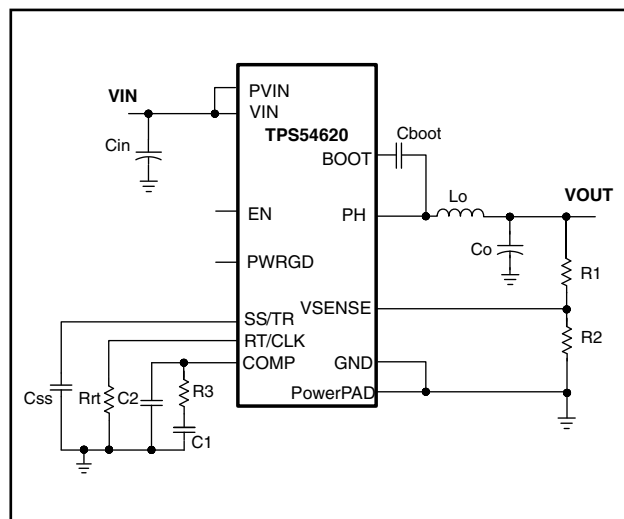 PVIN
VIN
VIN
TPS54620
Cboot
Cin
BOOT
Lo
VOUT
EN
PH
Co
R1
PWRGD
VSENSE
SS/TR
R2
RT/CLK
COMP
GND
R3
Css
Rrt
C2
PowerPAD
C1